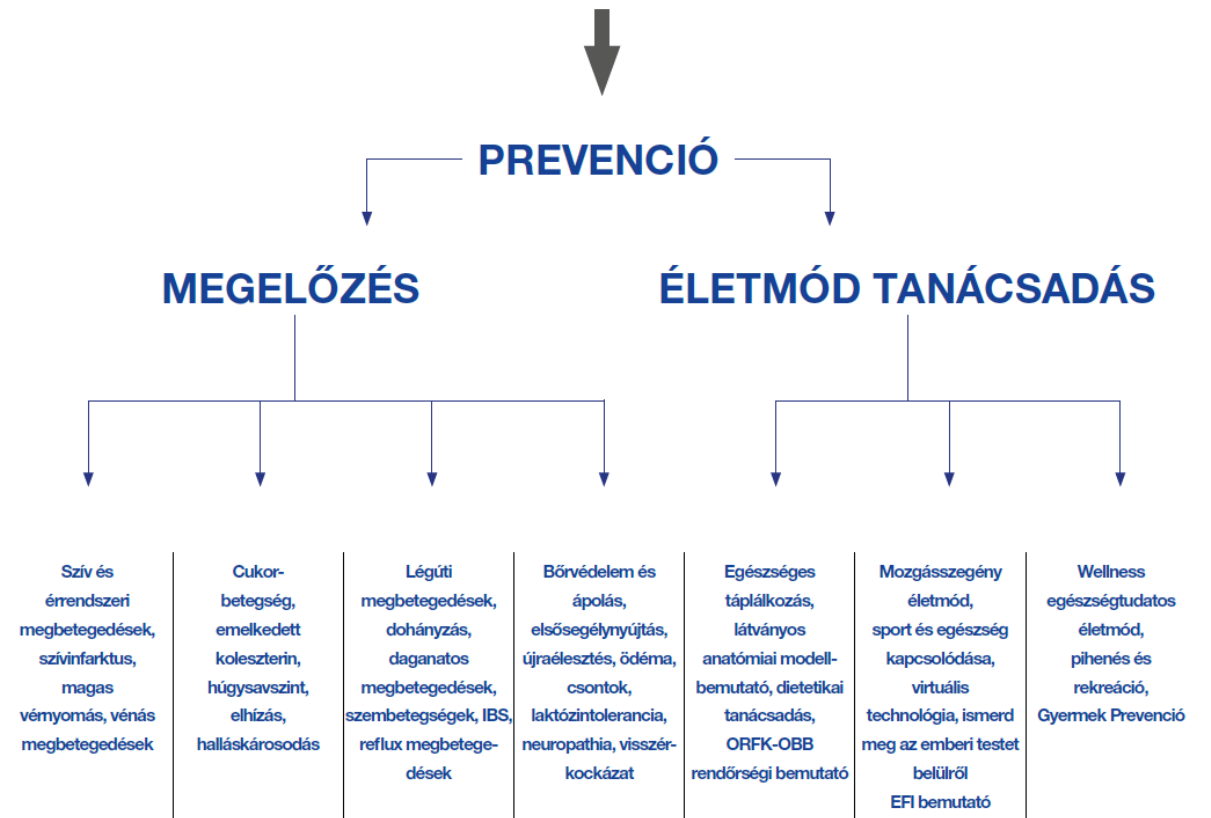 PREVENCIÓ
MEGELŐZÉS
ÉLETMÓD TANÁCSADÁS
Szív és
érrendszeri
megbetegedések,
szívinfarktus,
magas
vérnyomás, vénás
megbetegedések
Cukor-
betegség,
emelkedett
koleszterin,
húgysavszint,
elhízás,
halláskárosodás
Légúti
megbetegedések,
dohányzás,
daganatos
megbetegedések,
szembetegségek, IBS,
reflux megbetege-
dések
Bőrvédelem és
ápolás,
elsősegélynyújtás,
újraélesztés, ödéma,
csontok,
laktózintolerancia,
neuropathia, visszér-
kockázat
Egészséges
táplálkozás,
látványos
anatómiai modell-
bemutató, dietetikai
tanácsadás,
ORFK-OBB
rendőrségi bemutató
Mozgásszegény
életmód,
sport és egészség
kapcsolódása,
virtuális
technológia, ismerd
meg az emberi testet
belülről
EFI bemutató
Wellness
egészségtudatos
életmód,
pihenés és
rekreáció,
Gyermek Prevenció